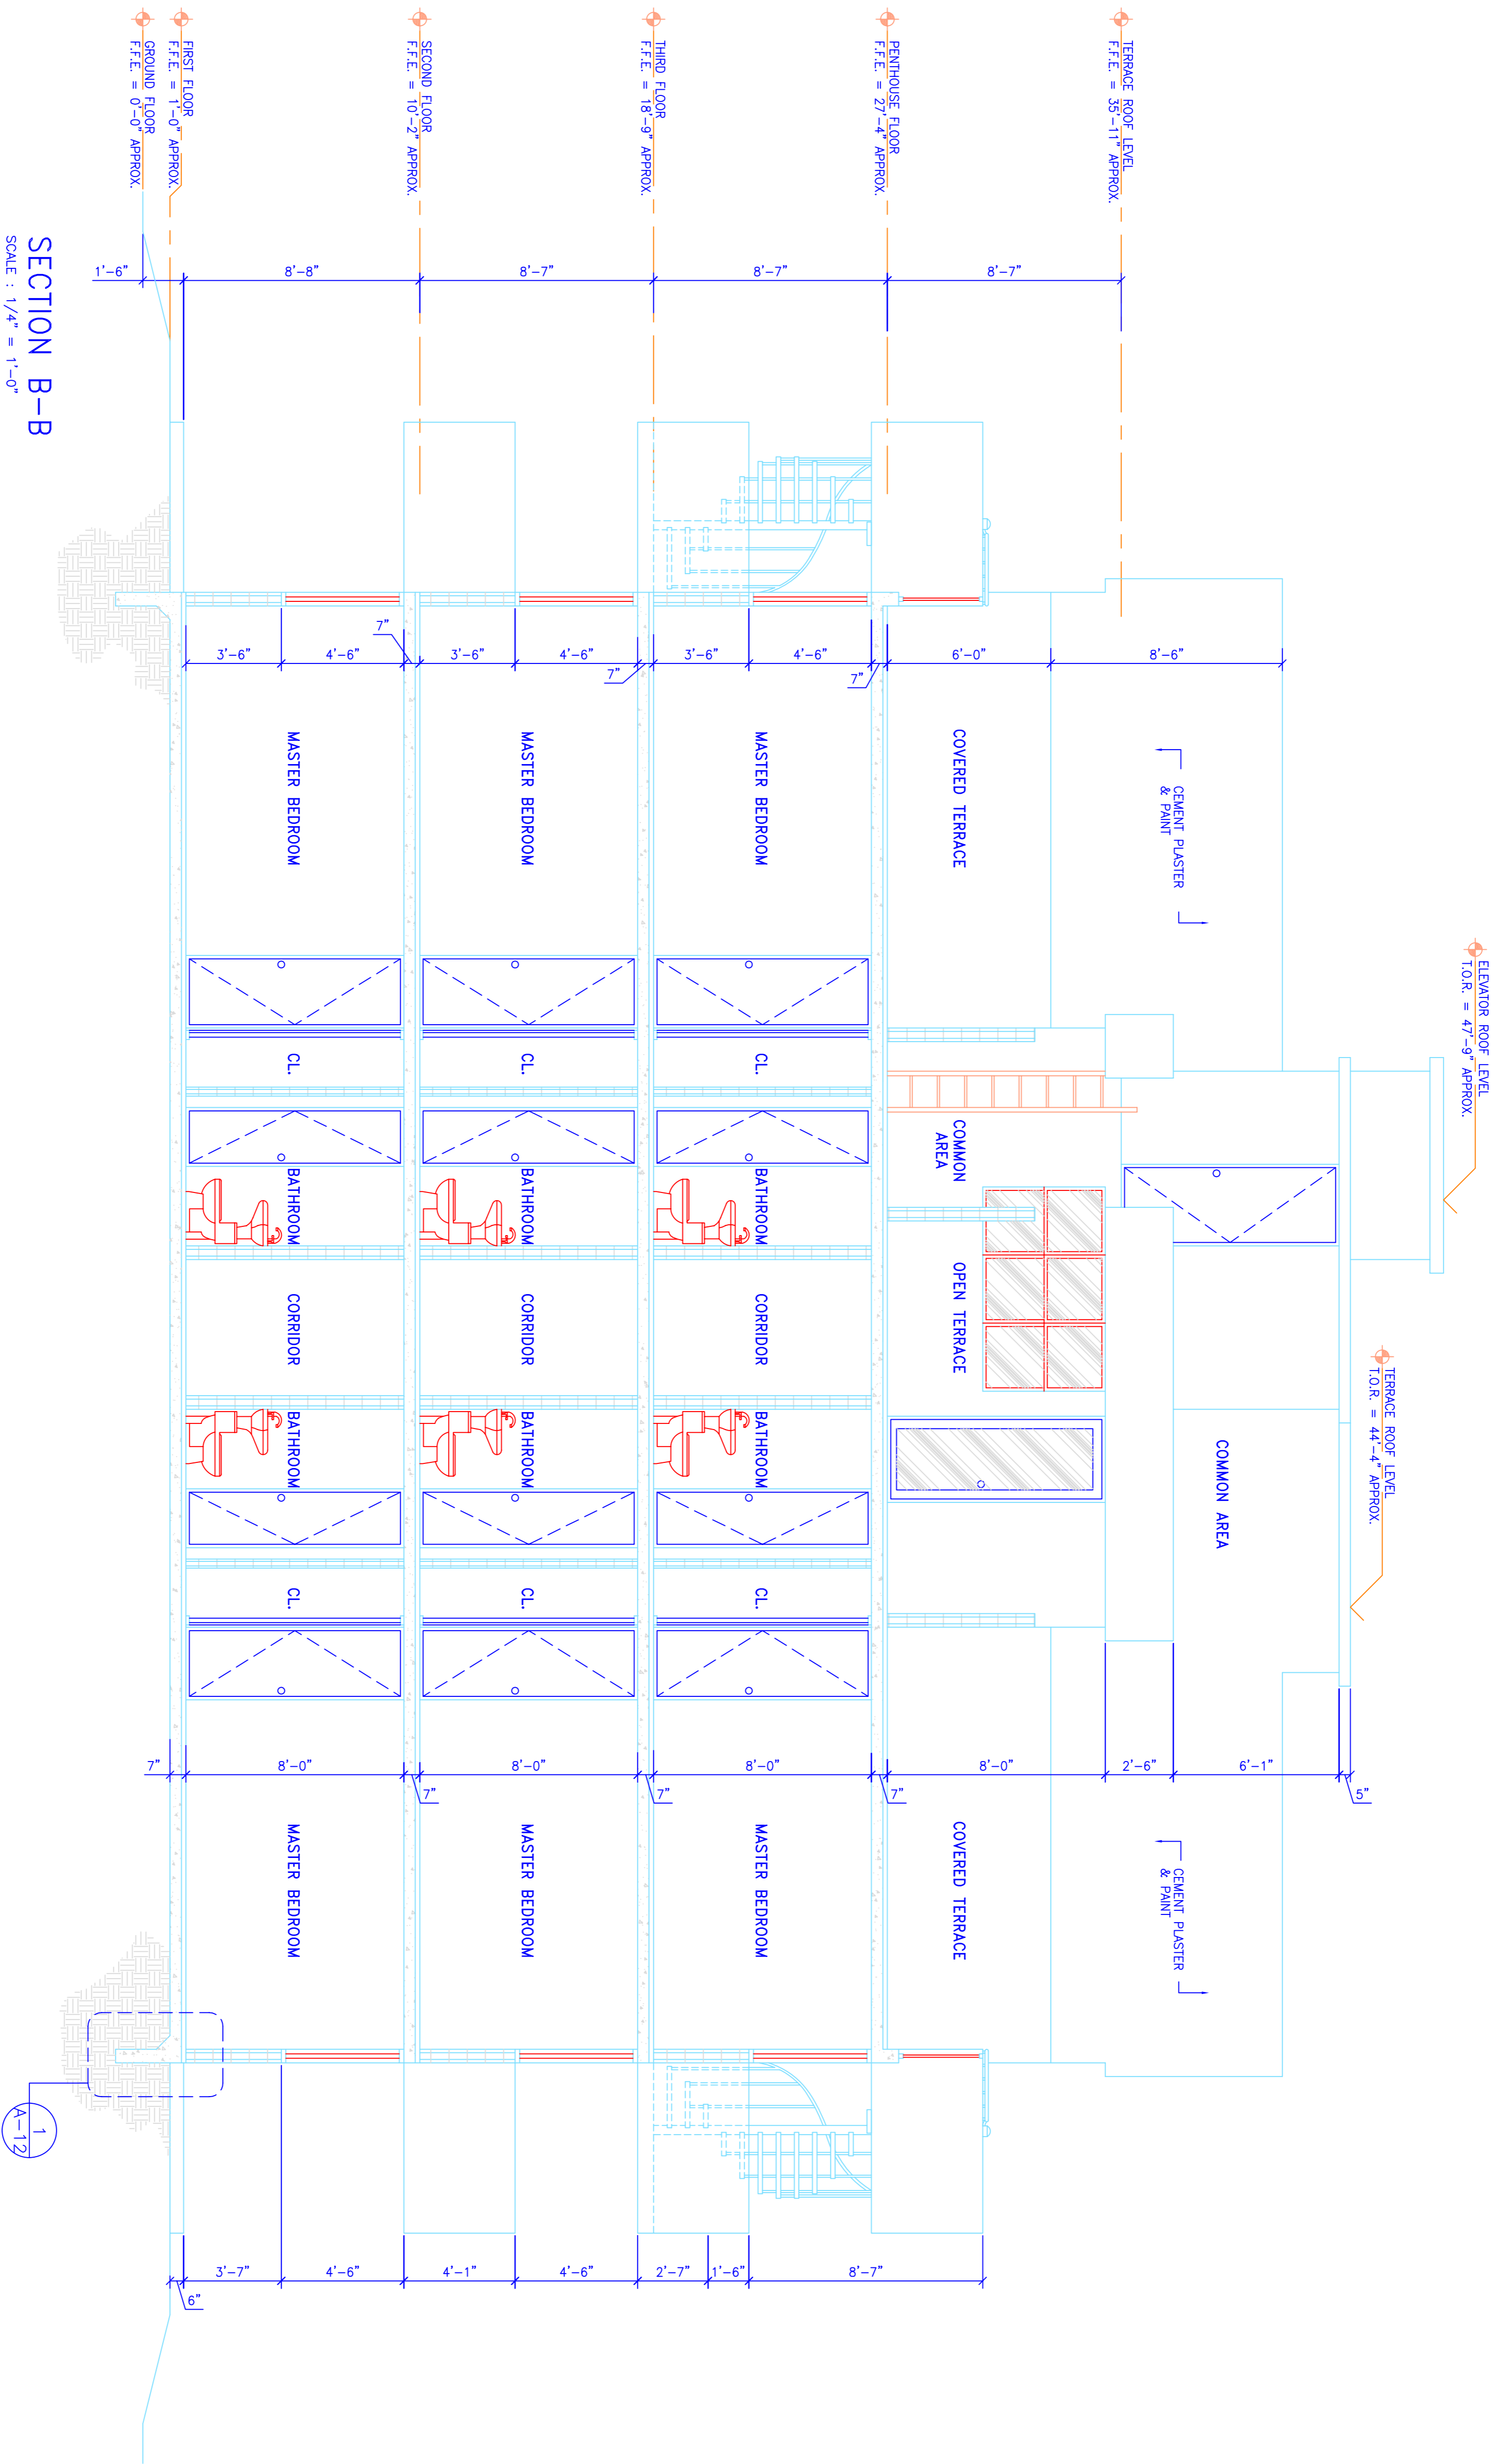 ELEVATOR ROOF LEVEL
T.O.R. = 47'-9" APPROX.
TERRACE ROOF LEVEL
T.O.R. = 44'-4" APPROX.
TERRACE ROOF LEVEL
F.F.E. = 35'-11" APPROX.
PENTHOUSE FLOOR
F.F.E. = 27'-4" APPROX.
THIRD FLOOR
F.F.E. = 18'-9" APPROX.
SECOND FLOOR
F.F.E. = 10'-2" APPROX.
FIRST FLOOR
F.F.E. = 1'-0" APPROX.
GROUND FLOOR
F.F.E. = 0'-0" APPROX.
8'-7"
8'-7"
8'-7"
8'-8"
1'-6"
8'-6"
6'-0"
7"
4'-6"
3'-6"
7"
4'-6"
3'-6"
7"
4'-6"
3'-6"
CEMENT PLASTER
& PAINT
COMMON AREA
CEMENT PLASTER
& PAINT
COVERED TERRACE
COMMON
AREA
OPEN TERRACE
COVERED TERRACE
MASTER BEDROOM
CL.
BATHROOM
CORRIDOR
BATHROOM
CL.
MASTER BEDROOM
MASTER BEDROOM
CL.
BATHROOM
CORRIDOR
BATHROOM
CL.
MASTER BEDROOM
MASTER BEDROOM
CL.
BATHROOM
CORRIDOR
BATHROOM
CL.
MASTER BEDROOM
5"
6'-1"
2'-6"
8'-0"
7"
8'-0"
7"
8'-0"
7"
8'-0"
7"
8'-7"
1'-6"
2'-7"
4'-6"
4'-1"
4'-6"
3'-7"
6"
1
A-12
SECTION B-B
SCALE : 1/4" = 1'-0"